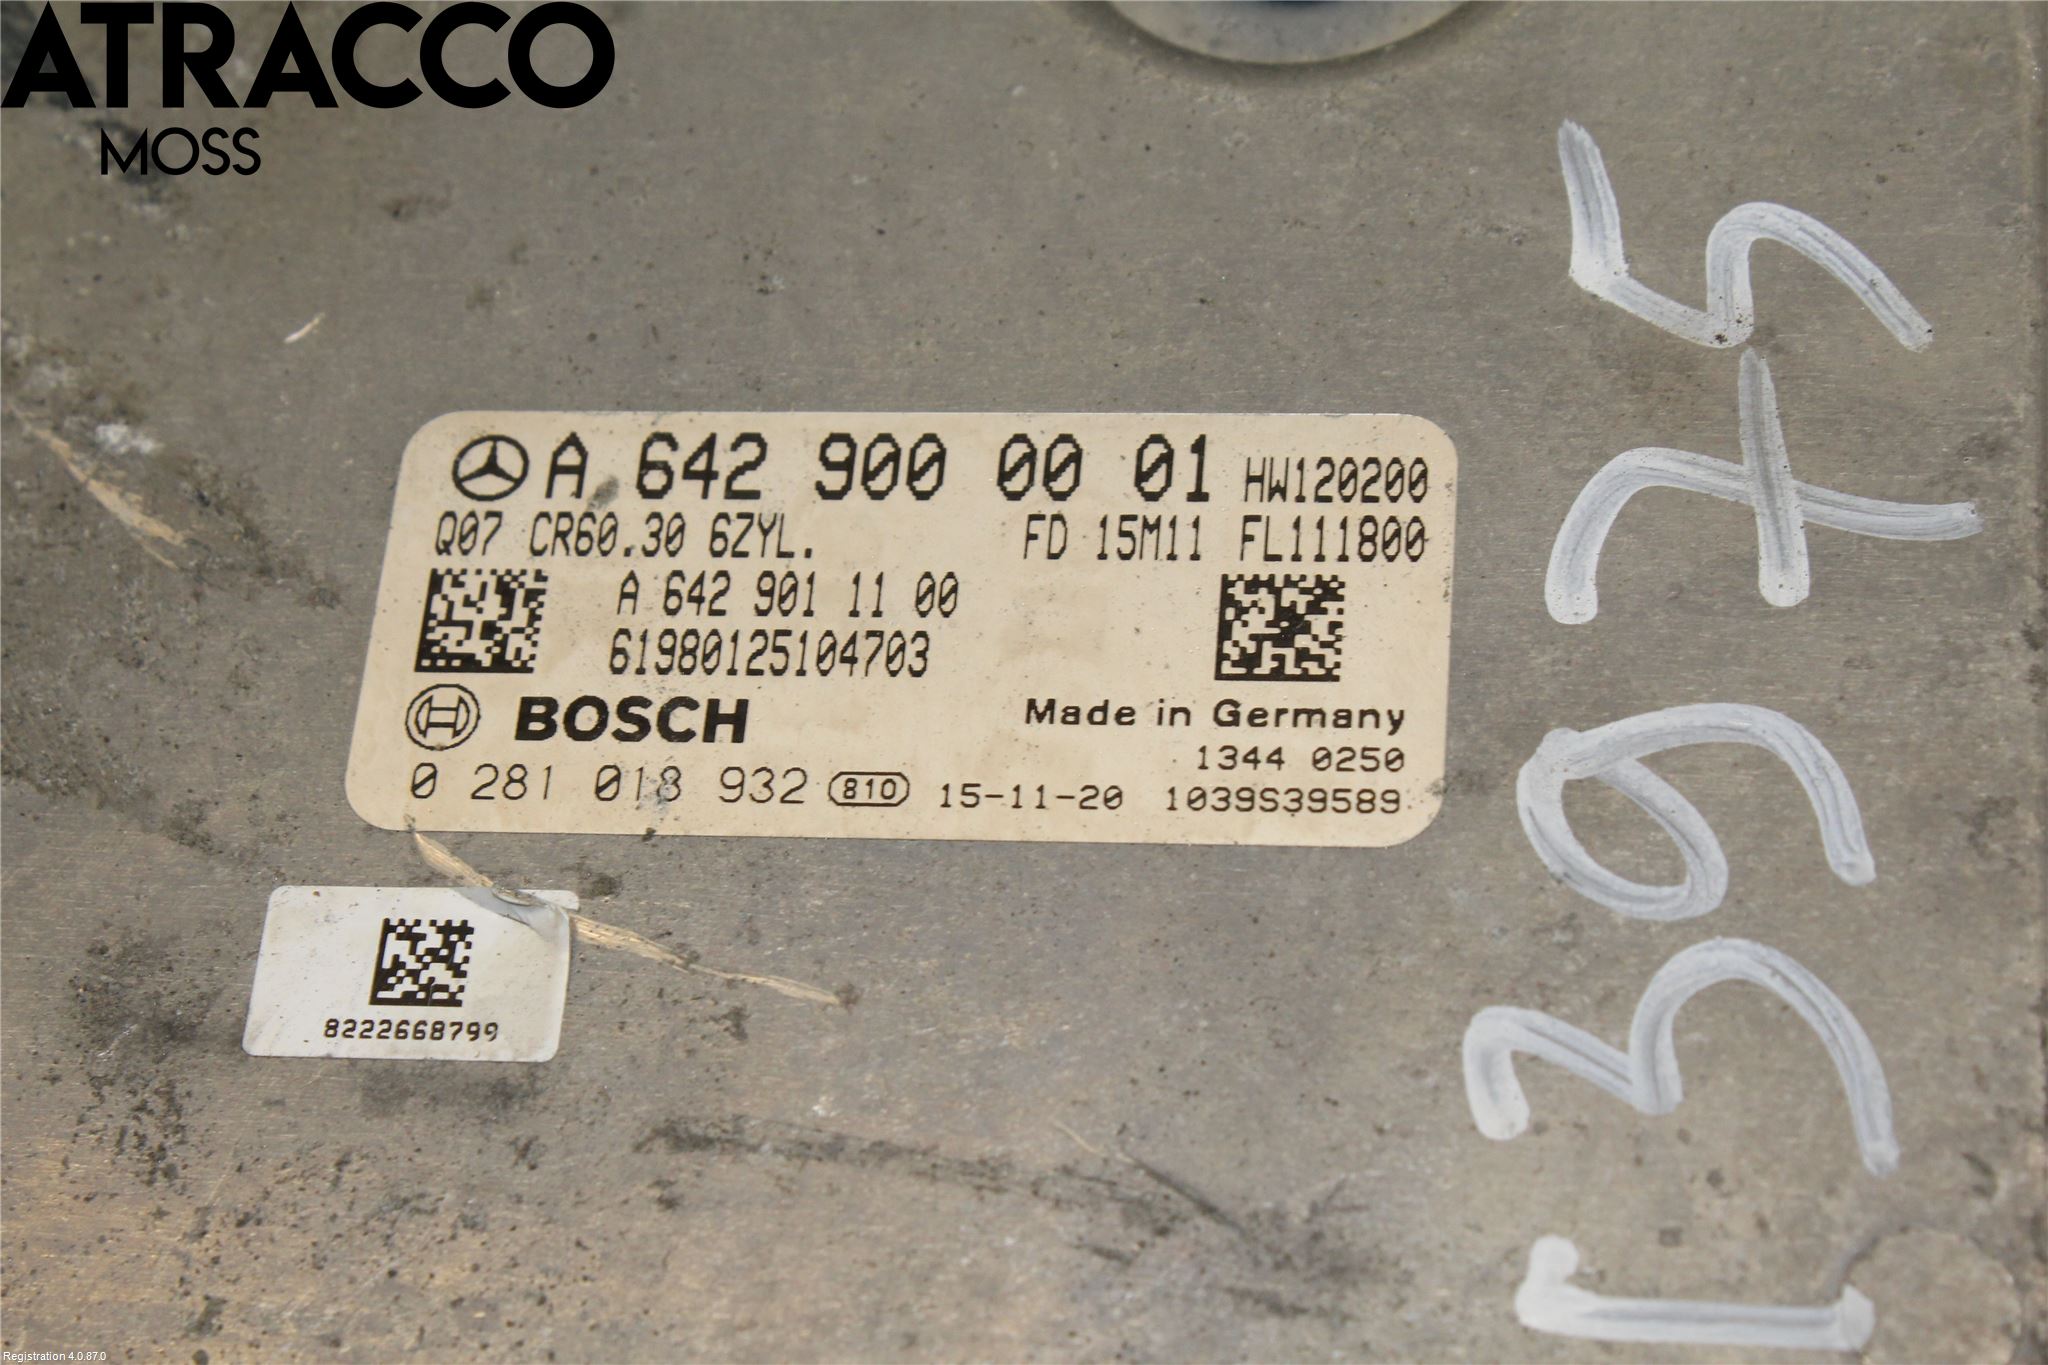 ATRACCO
MOSS
A 642 900 00 01 HW120200
Q07 CR60.30 6ZYL. FD 15M11 FL111800
A 642 901 11 00
61980125104703
BOSCH
Made in Germany
1344 0250
0 281 018 932 810 15-11-20 1039S39589
8222668799
13975
Registration 4.0.87.0